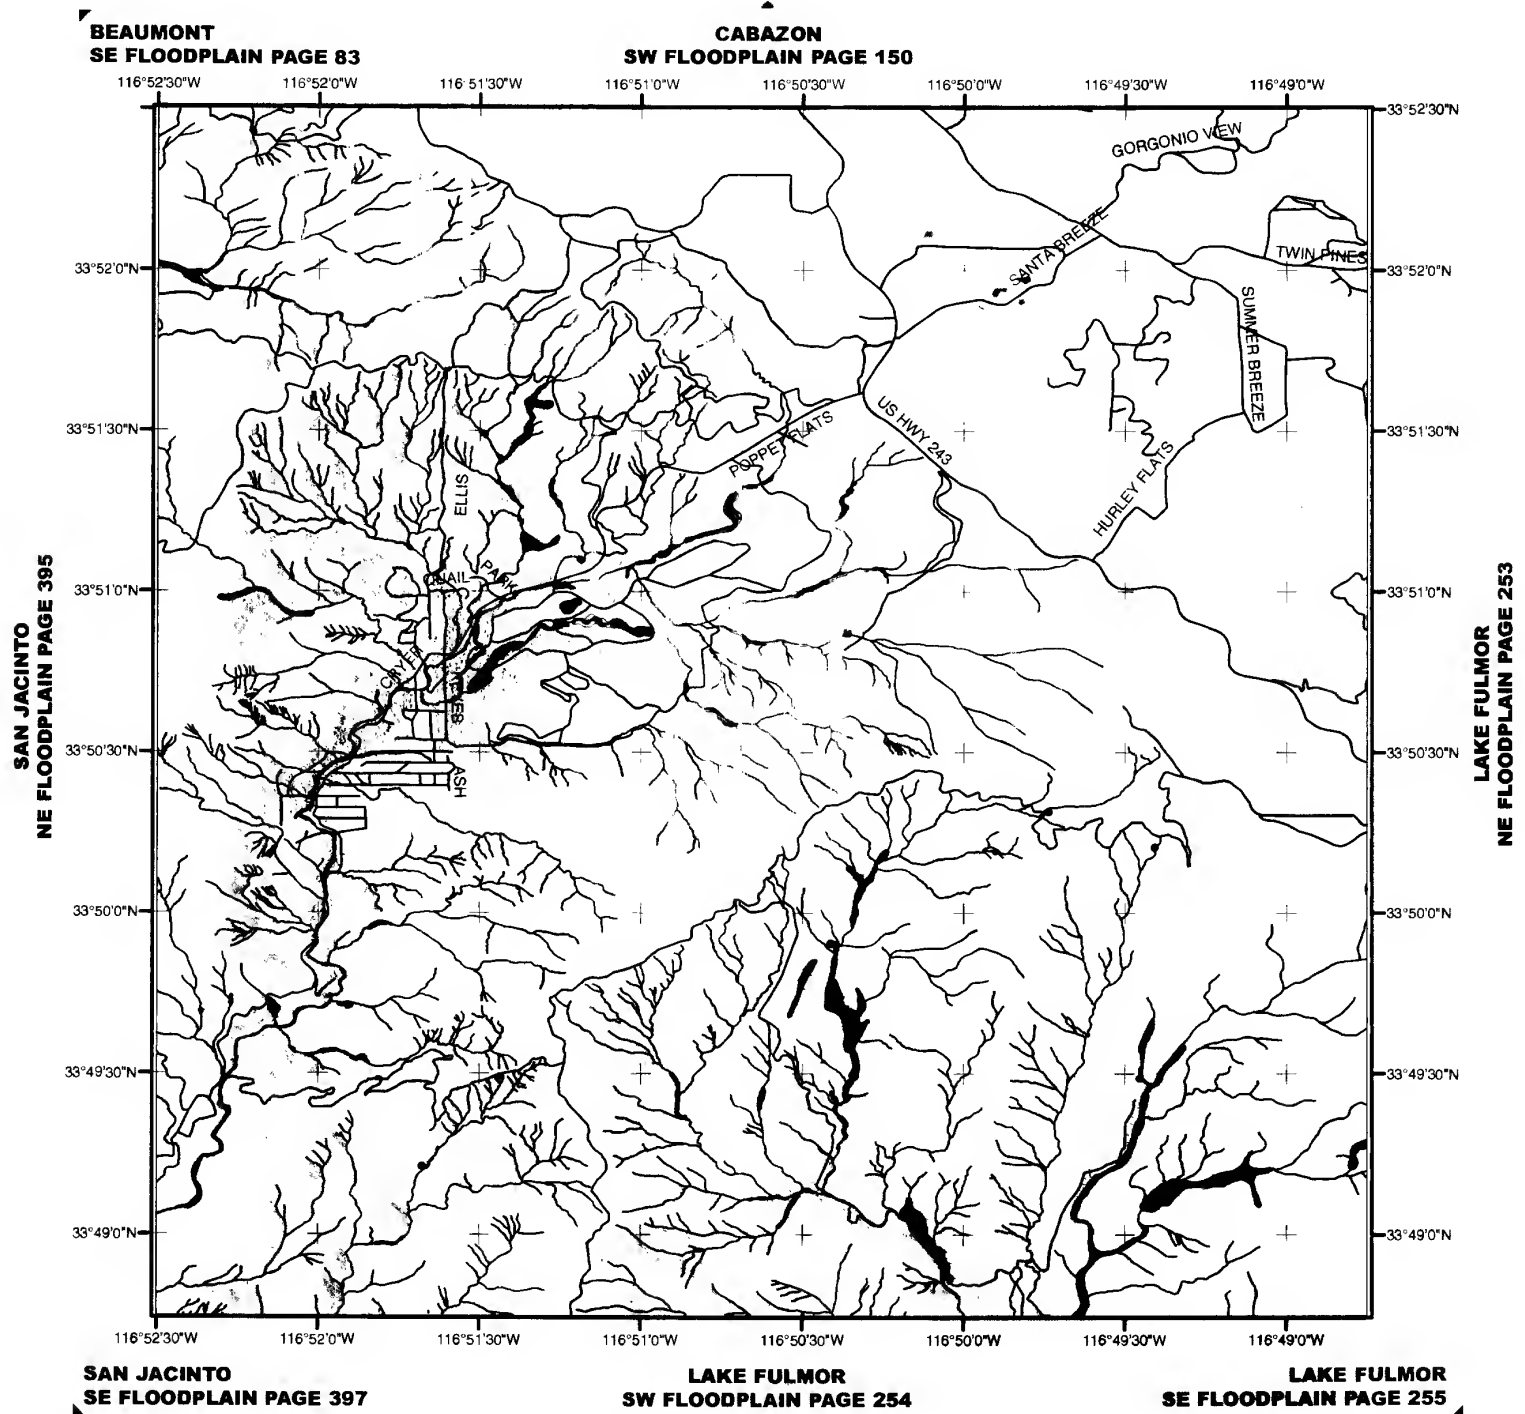 BEAUMONT
SE FLOODPLAIN PAGE 83
CABAZON
SW FLOODPLAIN PAGE 150
116°52'30"W 116°52'0"W 116°51'30"W 116°51'0"W 116°50'30"W 116°50'0"W 116°49'30"W 116°49'0"W
33°52'30"N
GORGONIO VIEW
SANTA BREEZE
TWIN PINES
33°52'0"N
33°52'0"N
SUMMER BREEZE
US HWY 243
POPPET FLATS
33°51'30"N
33°51'30"N
HURLEY FLATS
ELLIS
QUAIL
PARK
33°51'0"N
33°51'0"N
SAN JACINTO
NE FLOODPLAIN PAGE 395
LAKE FULMOR
NE FLOODPLAIN PAGE 253
33°50'30"N
33°50'30"N
ASH
33°50'0"N
33°50'0"N
33°49'30"N
33°49'30"N
33°49'0"N
33°49'0"N
116°52'30"W 116°52'0"W 116°51'30"W 116°51'0"W 116°50'30"W 116°50'0"W 116°49'30"W 116°49'0"W
SAN JACINTO
SE FLOODPLAIN PAGE 397
LAKE FULMOR
SW FLOODPLAIN PAGE 254
LAKE FULMOR
SE FLOODPLAIN PAGE 255